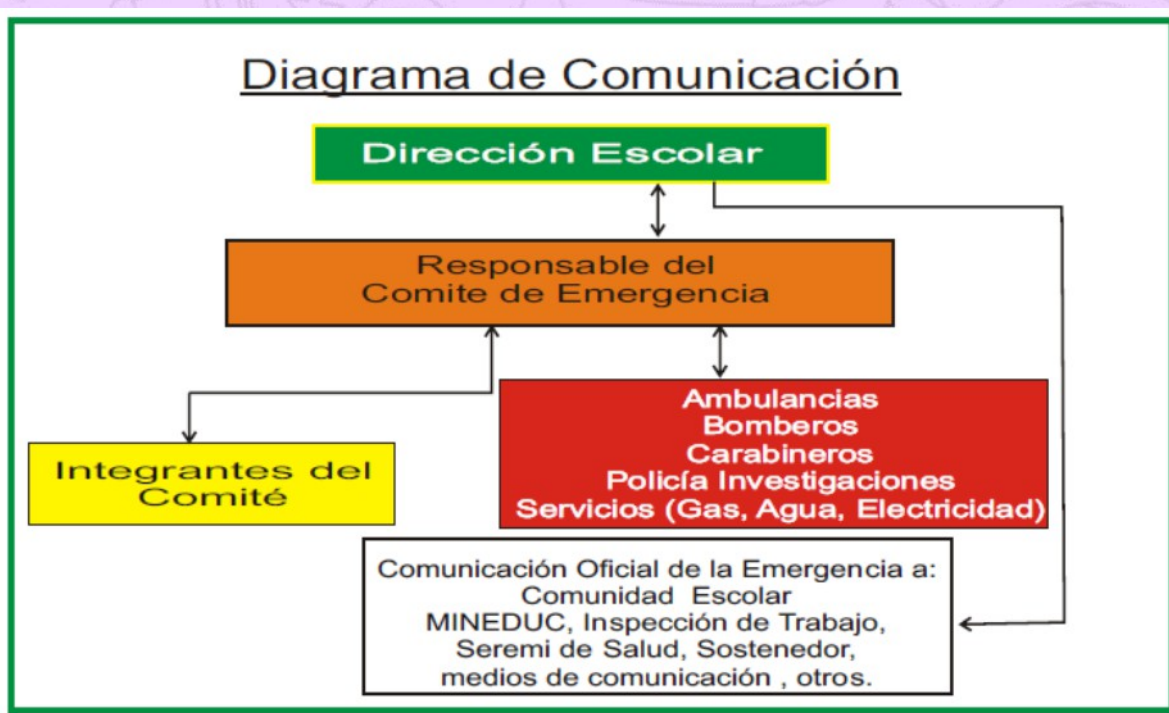 Diagrama de Comunicación
Dirección Escolar
Responsable del
Comite de Emergencia
Integrantes del
Comité
Ambulancias
Bomberos
Carabineros
Policía Investigaciones
Servicios (Gas, Agua, Electricidad)
Comunicación Oficial de la Emergencia a:
Comunidad Escolar
MINEDUC, Inspección de Trabajo,
Seremi de Salud, Sostenedor,
medios de comunicación , otros.